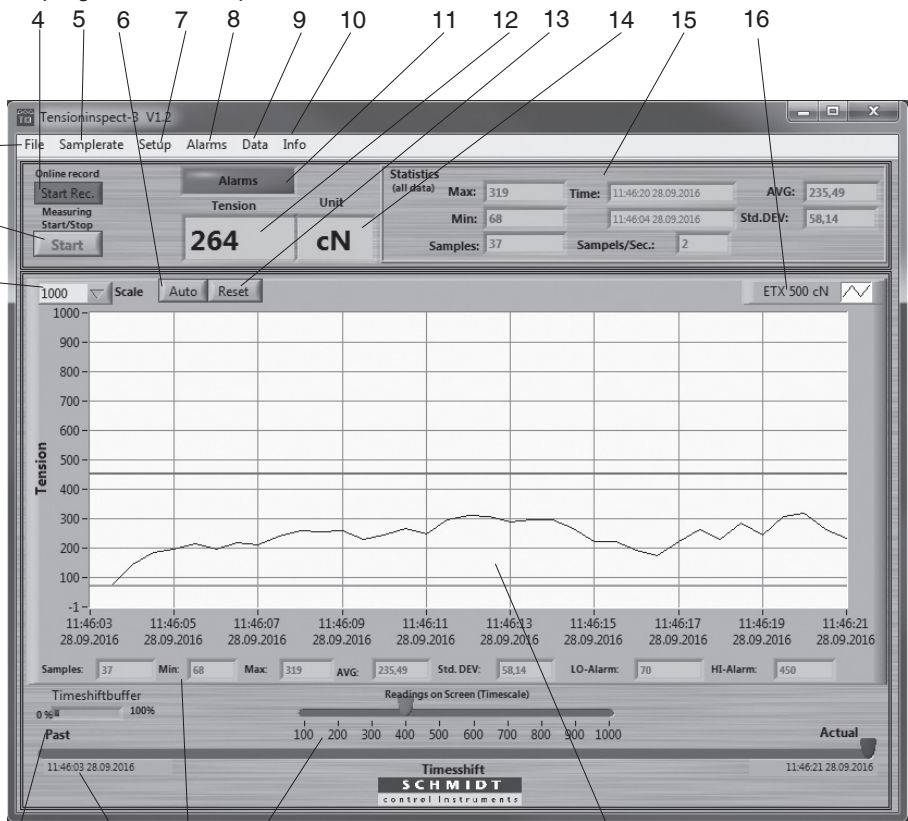 4 5 6 7 8 9 10 11 12 13 14 15 16
Tensioninspect-3 V1.2
File Samplerate Setup Alarms Data Info
Online record
Start Rec.
Measuring
Start/Stop
Start
Alarms
Tension Unit
264 cN
Statistics
(all data) Max: 319 Time: 11:46:20 28.09.2016 AVG: 235,49
Min: 68 11:46:04 28.09.2016 Std.DEV: 58,14
Samples: 37 Sampels/Sec.: 2
1000 Scale Auto Reset ETX 500 cN
Tension
1000
900
800
700
600
500
400
300
200
100
-1
11:46:03 11:46:05 11:46:07 11:46:09 11:46:11 11:46:13 11:46:15 11:46:17 11:46:19 11:46:21
28.09.2016 28.09.2016 28.09.2016 28.09.2016 28.09.2016 28.09.2016 28.09.2016 28.09.2016 28.09.2016 28.09.2016
Samples: 37 Min: 68 Max: 319 AVG: 235,49 Std. DEV: 58,14 LO-Alarm: 70 HI-Alarm: 450
Timeshiftbuffer
0 % 100%
Readings on Screen (Timescale)
100 200 300 400 500 600 700 800 900 1000
Past Actual
11:46:03 28.09.2016 Timesshift 11:46:21 28.09.2016
SCHMIDT
control instruments